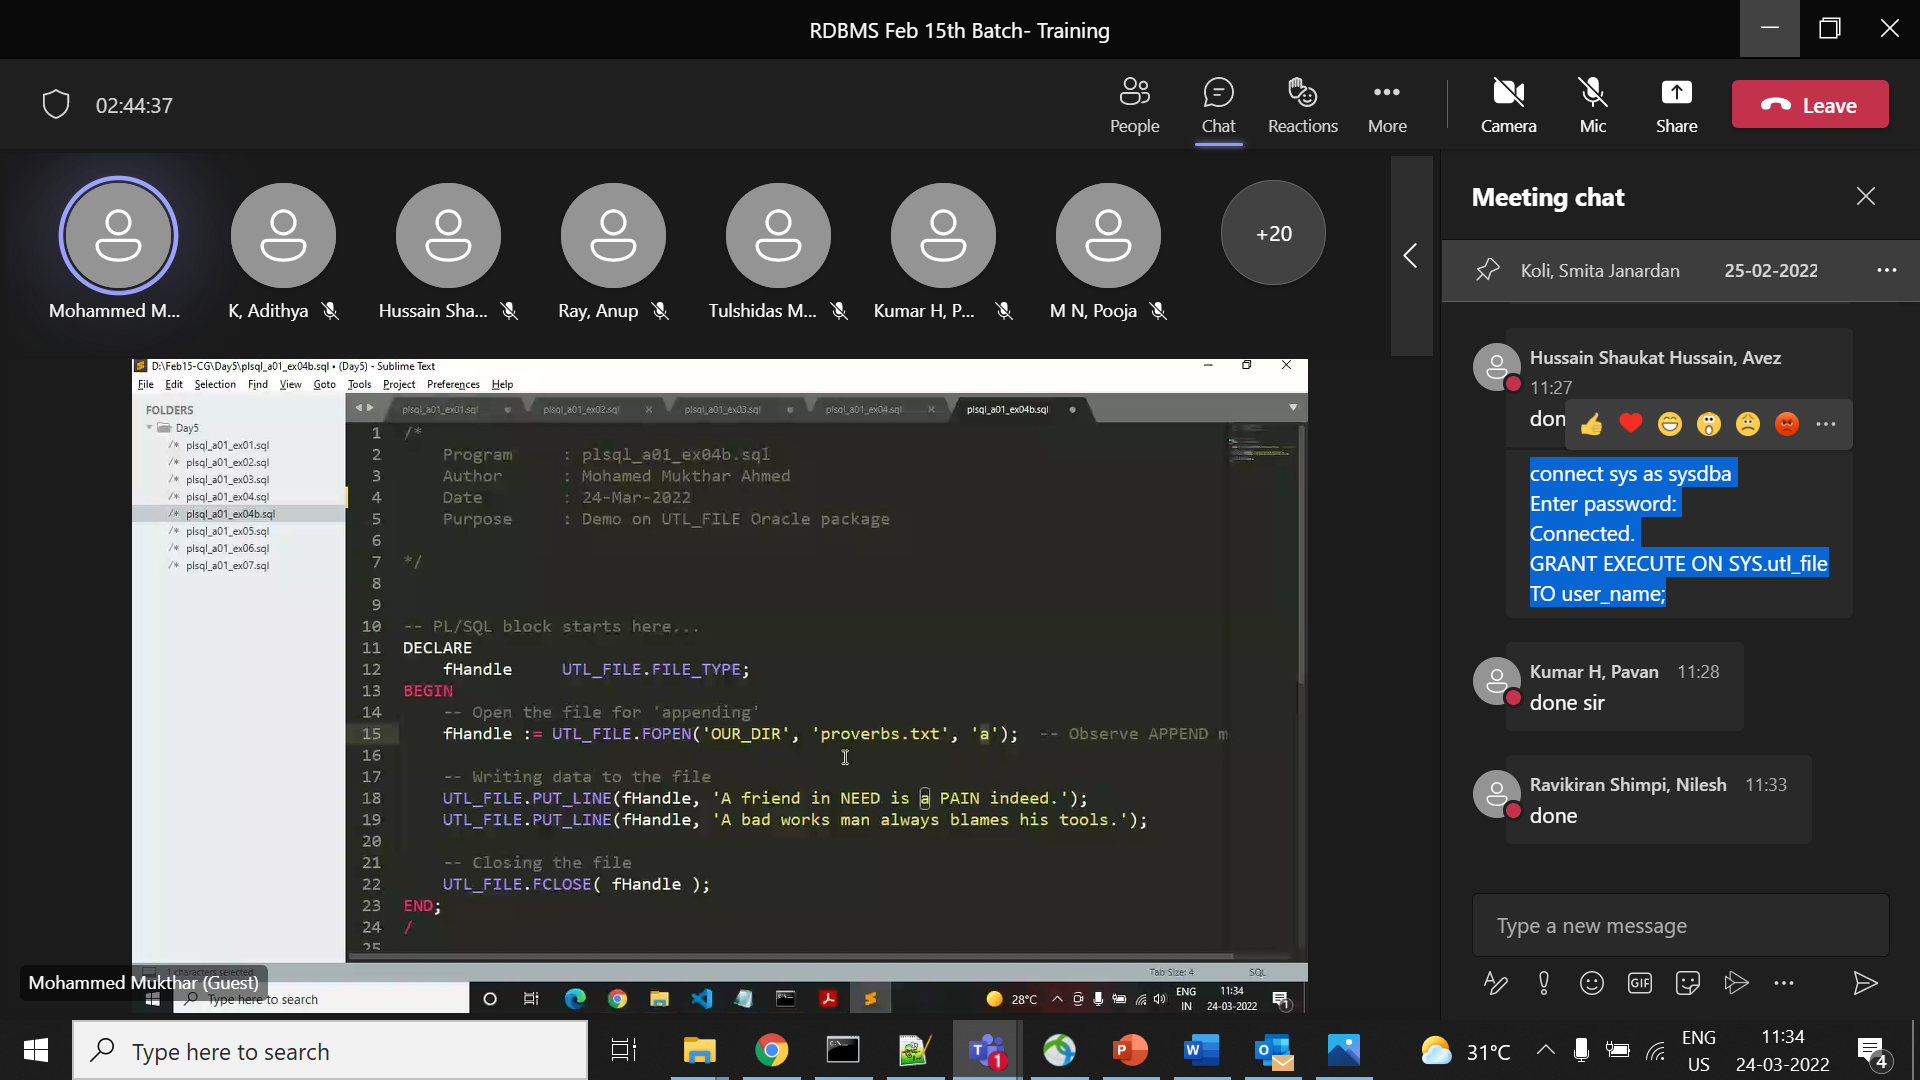 RDBMS Feb 15th Batch- Training
02:44:37
People
Chat
Reactions
More
Camera
Mic
Share
Leave
Mohammed M...
K, Adithya
Hussain Sha...
Ray, Anup
Tulshidas M...
Kumar H, P...
M N, Pooja
+20
D:\Feb15-CG\Day5\plsql_a01_ex04b.sql • (Day5) - Sublime Text
File Edit Selection Find View Goto Tools Project Preferences Help
FOLDERS
Day5
/* plsql_a01_ex01.sql
/* plsql_a01_ex02.sql
/* plsql_a01_ex03.sql
/* plsql_a01_ex04.sql
/* plsql_a01_ex04b.sql
/* plsql_a01_ex05.sql
/* plsql_a01_ex06.sql
/* plsql_a01_ex07.sql
plsql_a01_ex01.sql
plsql_a01_ex02.sql
plsql_a01_ex03.sql
plsql_a01_ex04.sql
plsql_a01_ex04b.sql
1 /*
2 Program : plsql_a01_ex04b.sql
3 Author : Mohamed Mukthar Ahmed
4 Date : 24-Mar-2022
5 Purpose : Demo on UTL_FILE Oracle package
6
7 */
8
9
10 -- PL/SQL block starts here...
11 DECLARE
12 fHandle UTL_FILE.FILE_TYPE;
13 BEGIN
14 -- Open the file for 'appending'
15 fHandle := UTL_FILE.FOPEN('OUR_DIR', 'proverbs.txt', 'a'); -- Observe APPEND m
16
17 -- Writing data to the file
18 UTL_FILE.PUT_LINE(fHandle, 'A friend in NEED is a PAIN indeed.');
19 UTL_FILE.PUT_LINE(fHandle, 'A bad works man always blames his tools.');
20
21 -- Closing the file
22 UTL_FILE.FCLOSE( fHandle );
23 END;
24 /
25
1 characters selected
Tab Size: 4
SQL
Mohammed Mukthar (Guest)
Type here to search
28°C
ENG
IN
11:34
24-03-2022
1
Meeting chat
Koli, Smita Janardan 25-02-2022
Hussain Shaukat Hussain, Avez
11:27
don
connect sys as sysdba
Enter password:
Connected.
GRANT EXECUTE ON SYS.utl_file
TO user_name;
Kumar H, Pavan 11:28
done sir
Ravikiran Shimpi, Nilesh 11:33
done
Type a new message
GIF
Type here to search
C:\
T
1
P
W
O
31°C
ENG
US
11:34
24-03-2022
4